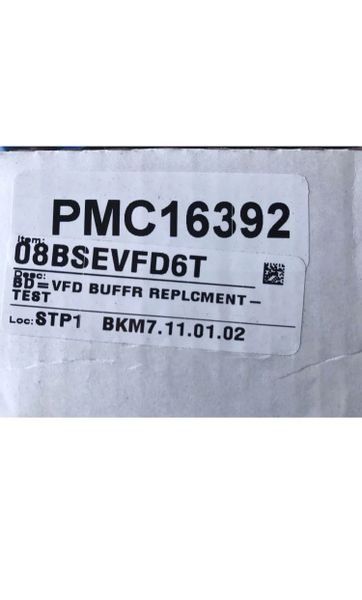 PMC16392
Item:
08BSEVFD6T
Desc:
BD=VFD BUFFR REPLCMENT-
TEST
Loc: STP1 BKM7.11.01.02